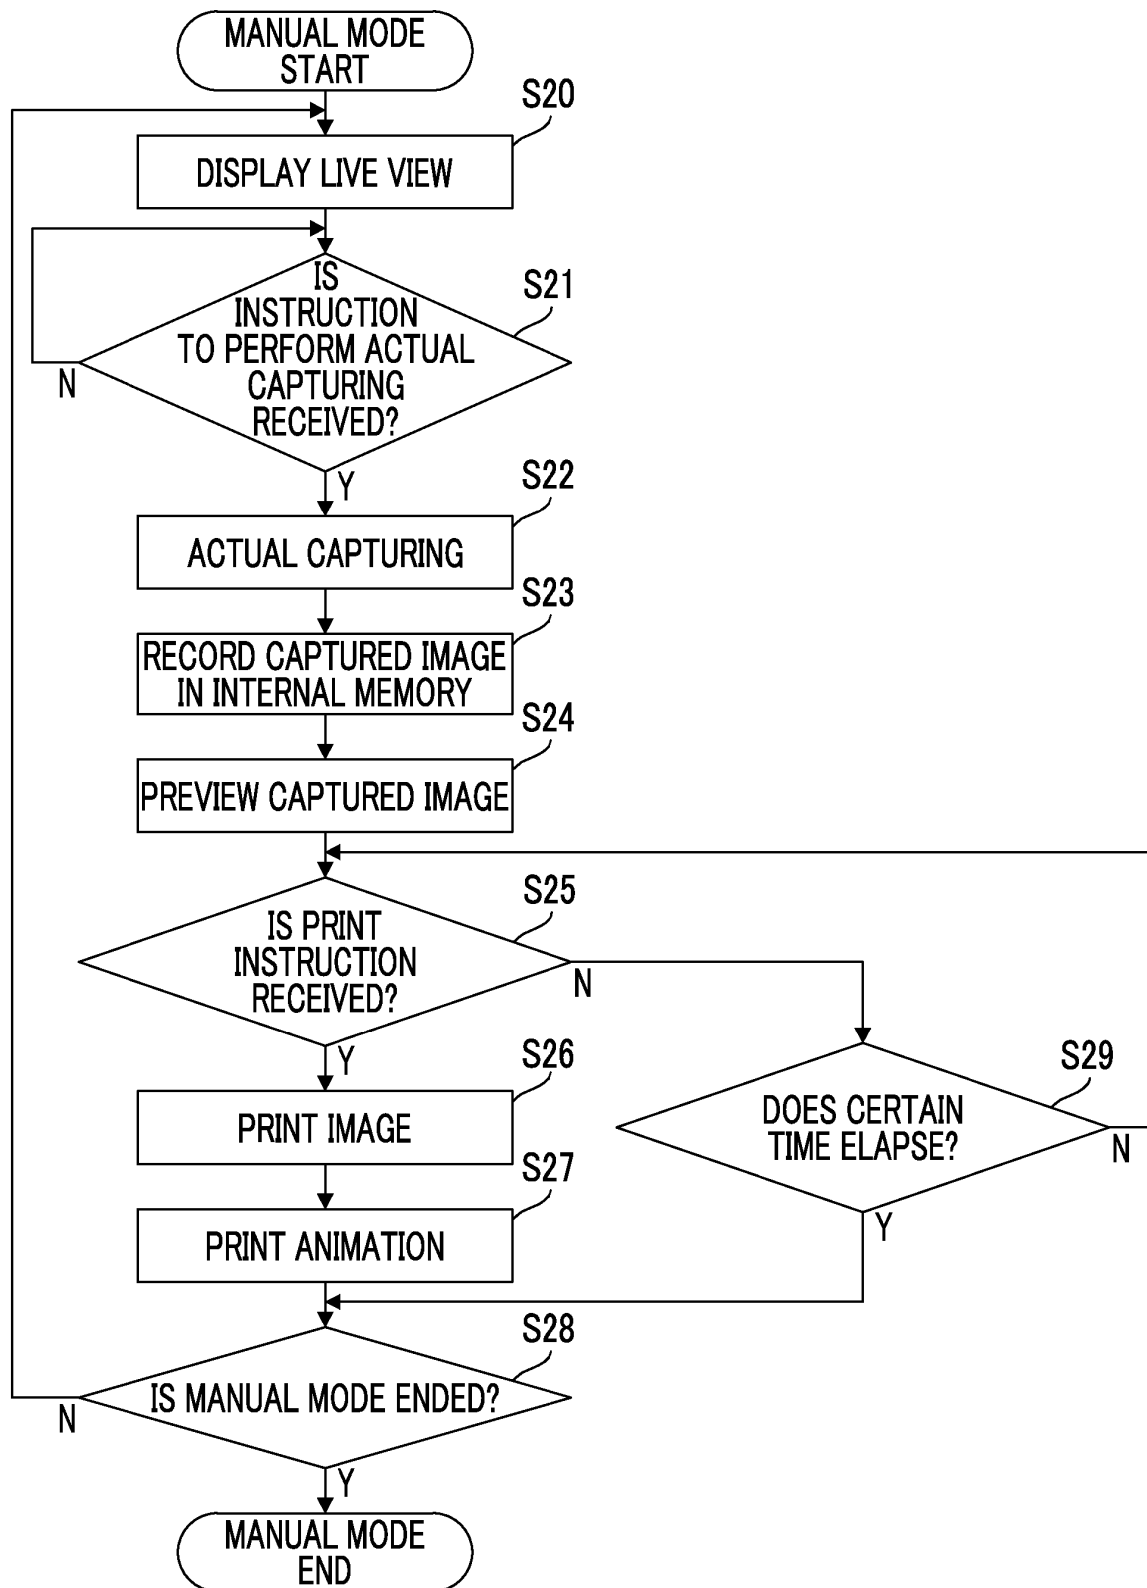 MANUAL MODE
START
S20
DISPLAY LIVE VIEW
S21
IS
INSTRUCTION
TO PERFORM ACTUAL
CAPTURING
RECEIVED?
N
Y
S22
ACTUAL CAPTURING
S23
RECORD CAPTURED IMAGE
IN INTERNAL MEMORY
S24
PREVIEW CAPTURED IMAGE
S25
IS PRINT
INSTRUCTION
RECEIVED?
N
Y
S26
PRINT IMAGE
S29
DOES CERTAIN
TIME ELAPSE?
N
Y
S27
PRINT ANIMATION
S28
IS MANUAL MODE ENDED?
N
Y
MANUAL MODE
END